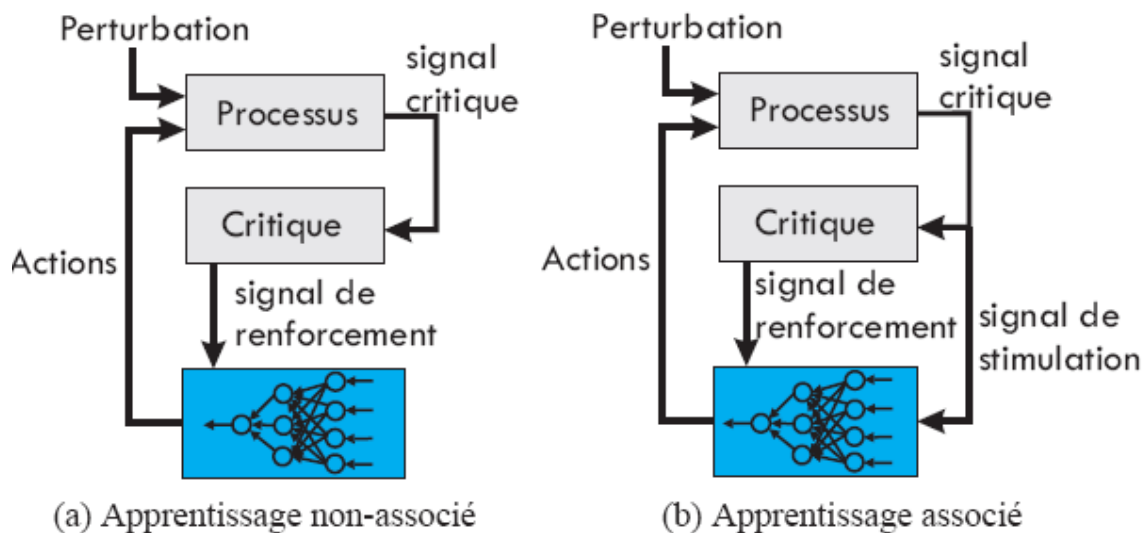 Perturbation
signal
critique
Processus
Critique
Actions
signal de
renforcement
(a) Apprentissage non-associé
Perturbation
signal
critique
Processus
Critique
Actions
signal de
renforcement
signal de
stimulation
(b) Apprentissage associé